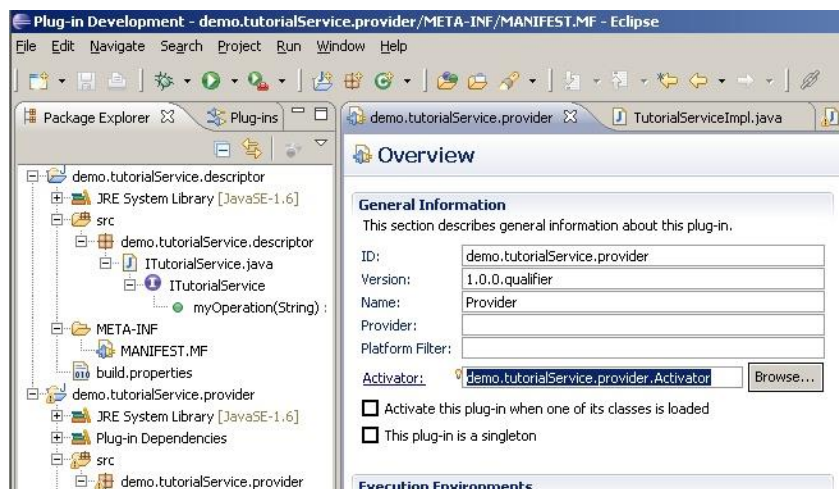 Plug-in Development - demo.tutorialService.provider/META-INF/MANIFEST.MF - Eclipse
File Edit Navigate Search Project Run Window Help
Package Explorer Plug-ins
demo.tutorialService.descriptor
JRE System Library [JavaSE-1.6]
src
demo.tutorialService.descriptor
ITutorialService.java
ITutorialService
myOperation(String) :
META-INF
MANIFEST.MF
build.properties
demo.tutorialService.provider
JRE System Library [JavaSE-1.6]
Plug-in Dependencies
src
demo.tutorialService.provider
demo.tutorialService.provider TutorialServiceImpl.java
Overview
General Information
This section describes general information about this plug-in.
ID: demo.tutorialService.provider
Version: 1.0.0.qualifier
Name: Provider
Provider:
Platform Filter:
Activator: demo.tutorialService.provider.Activator Browse...
Activate this plug-in when one of its classes is loaded
This plug-in is a singleton
Execution Environments